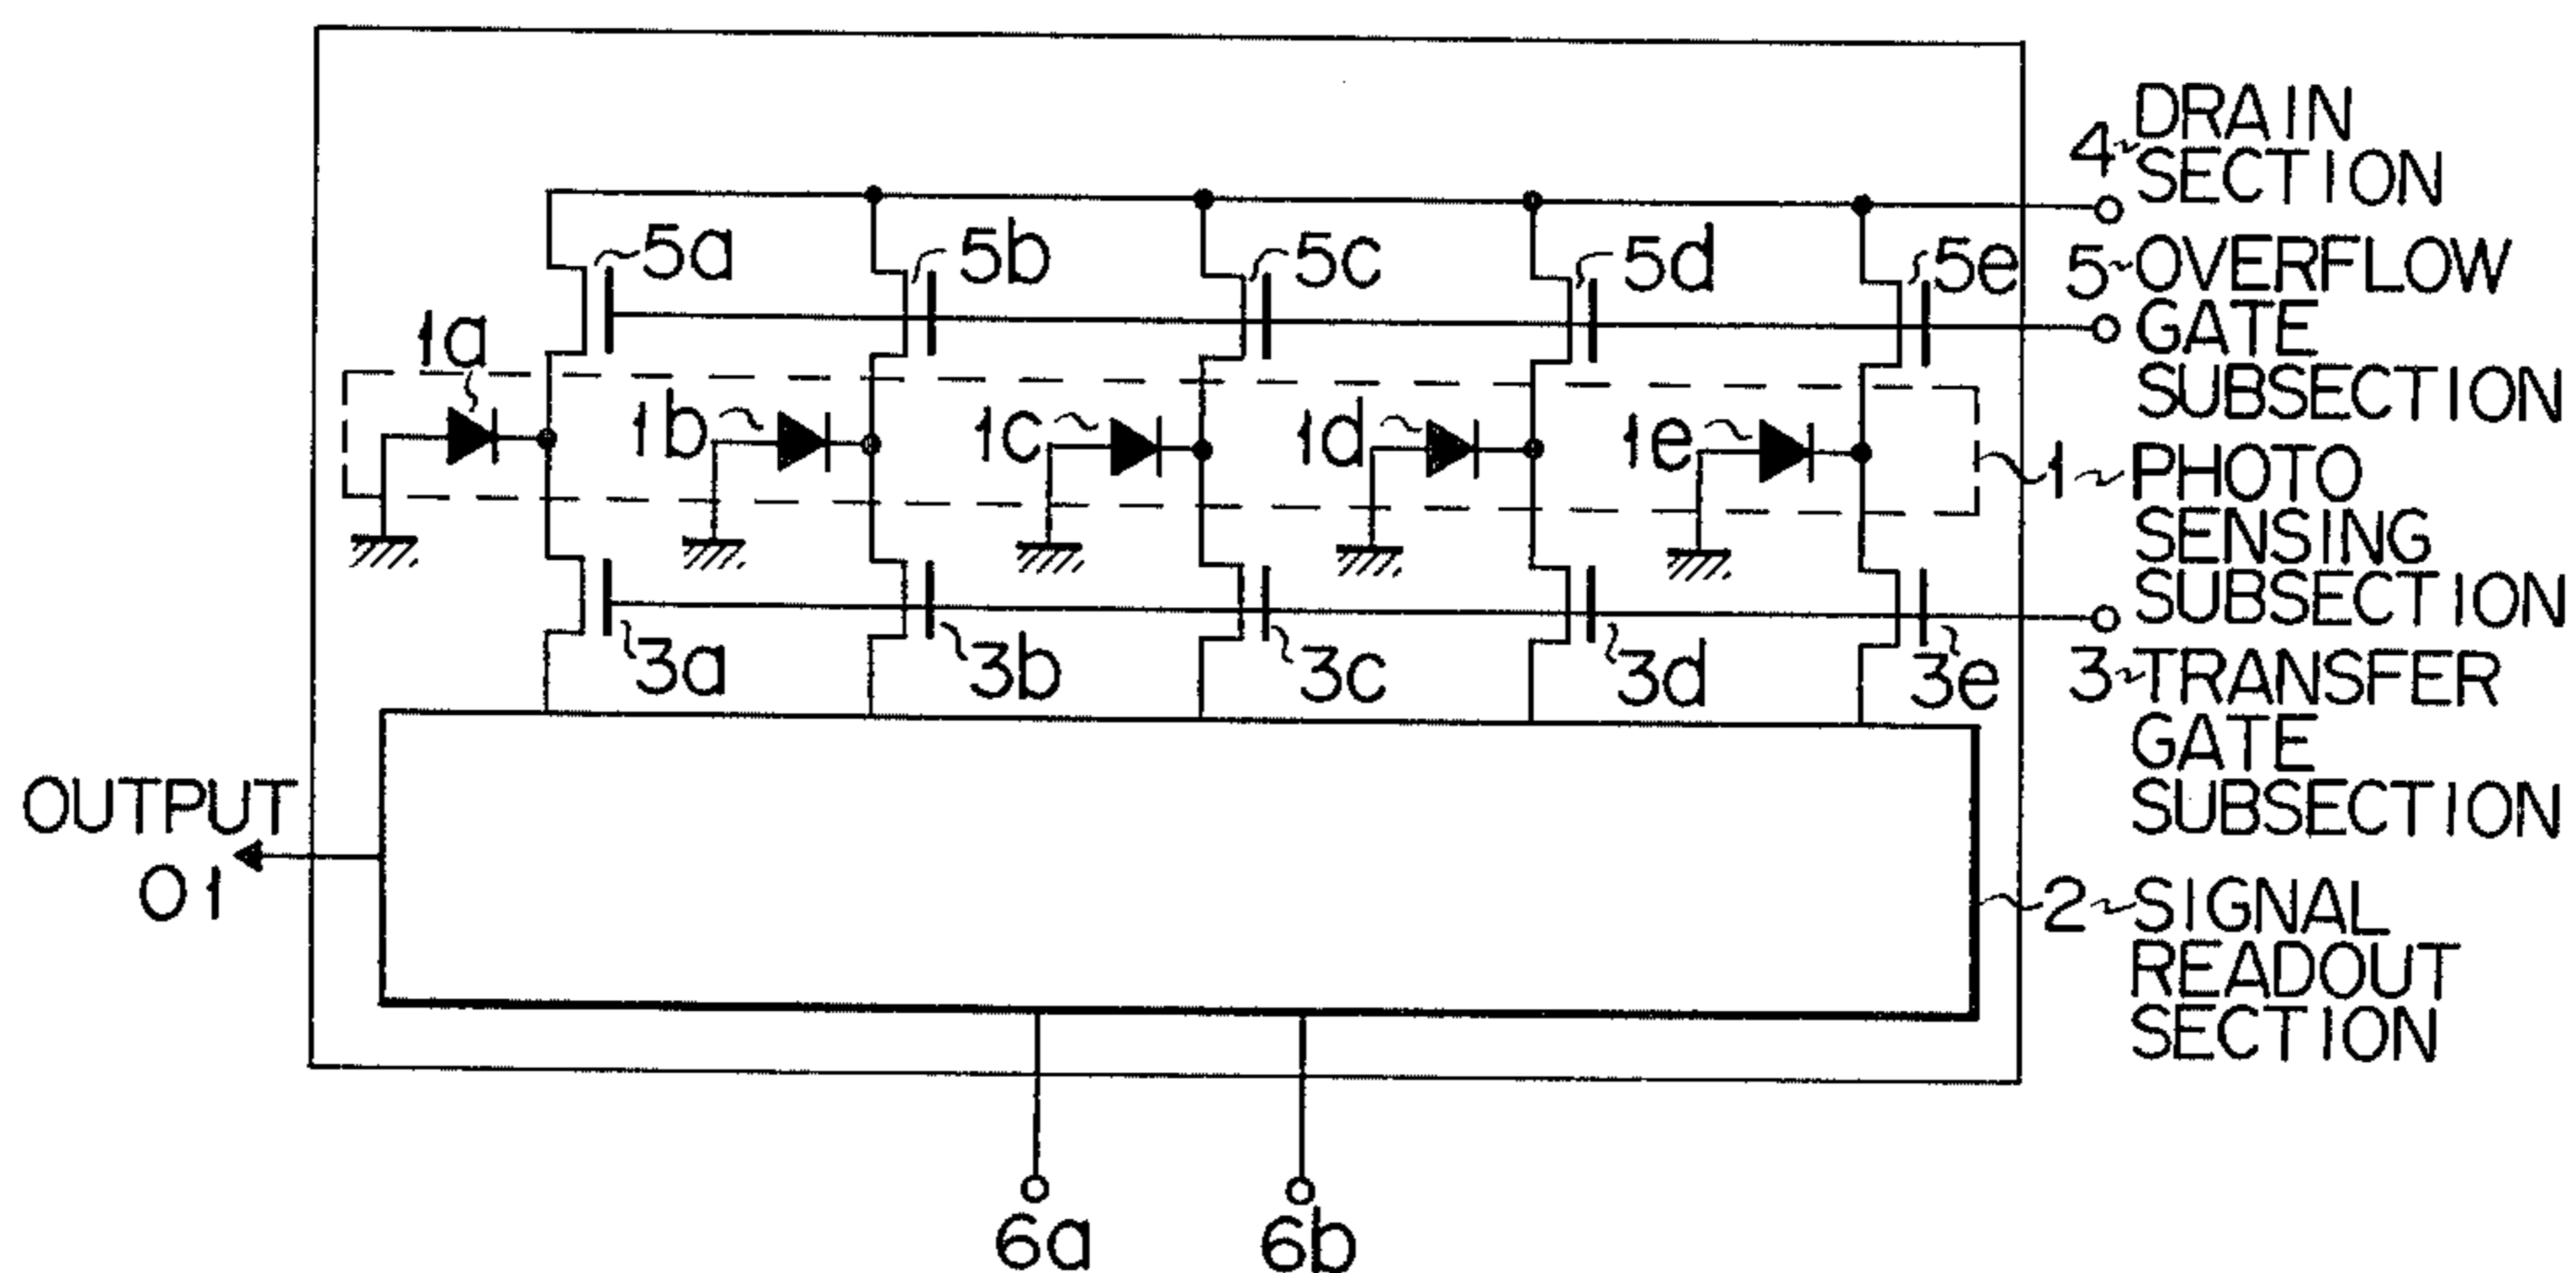 4 DRAIN
SECTION
5a
5b
5c
5d
5e
5 OVERFLOW
GATE
SUBSECTION
1a
1b
1c
1d
1e
1 PHOTO
SENSING
SUBSECTION
3a
3b
3c
3d
3e
3 TRANSFER
GATE
SUBSECTION
OUTPUT
O1
2 SIGNAL
READOUT
SECTION
6a
6b